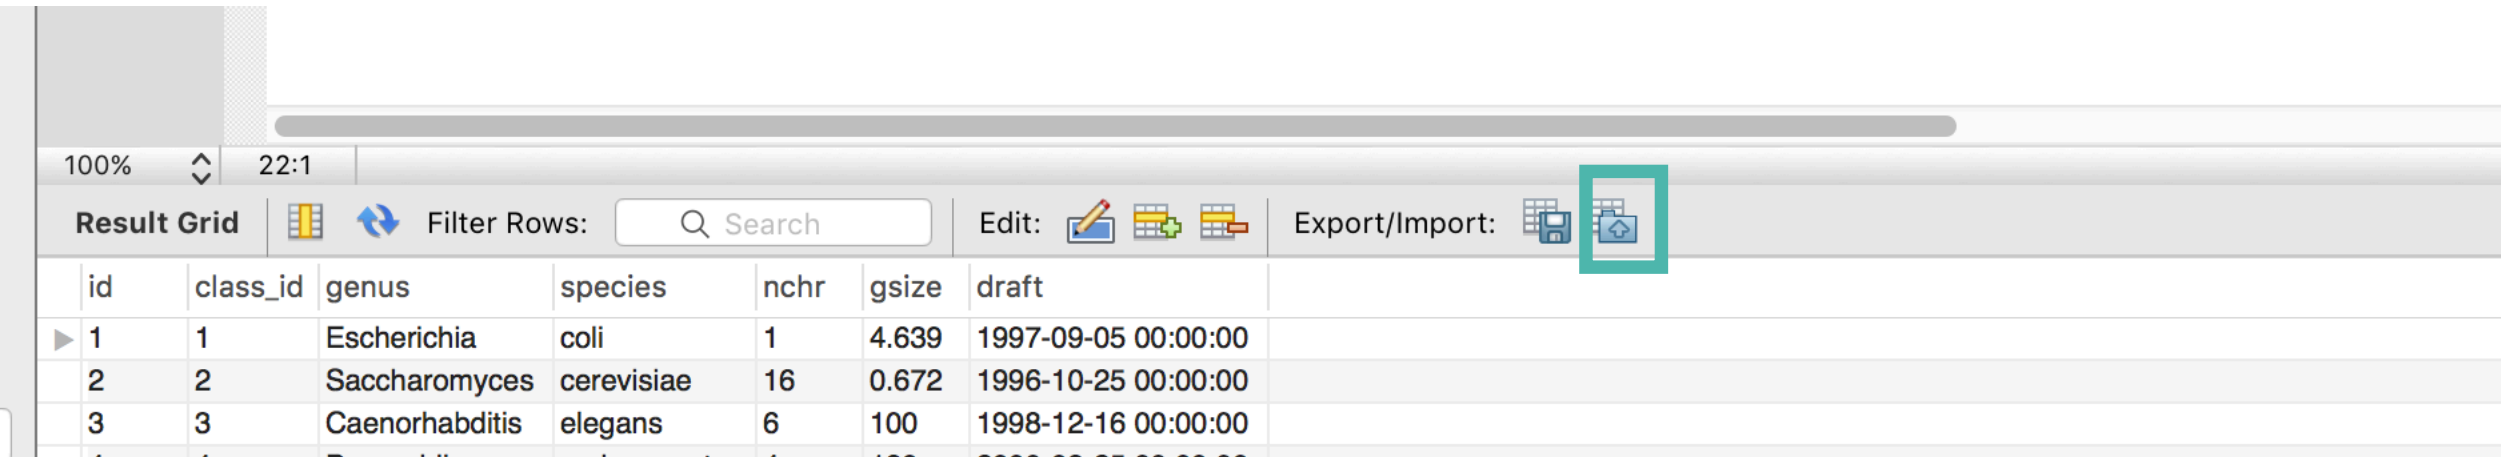 100% 22:1
Result Grid Filter Rows: Search Edit: Export/Import:
id class_id genus species nchr gsize draft
1 1 Escherichia coli 1 4.639 1997-09-05 00:00:00
2 2 Saccharomyces cerevisiae 16 0.672 1996-10-25 00:00:00
3 3 Caenorhabditis elegans 6 100 1998-12-16 00:00:00